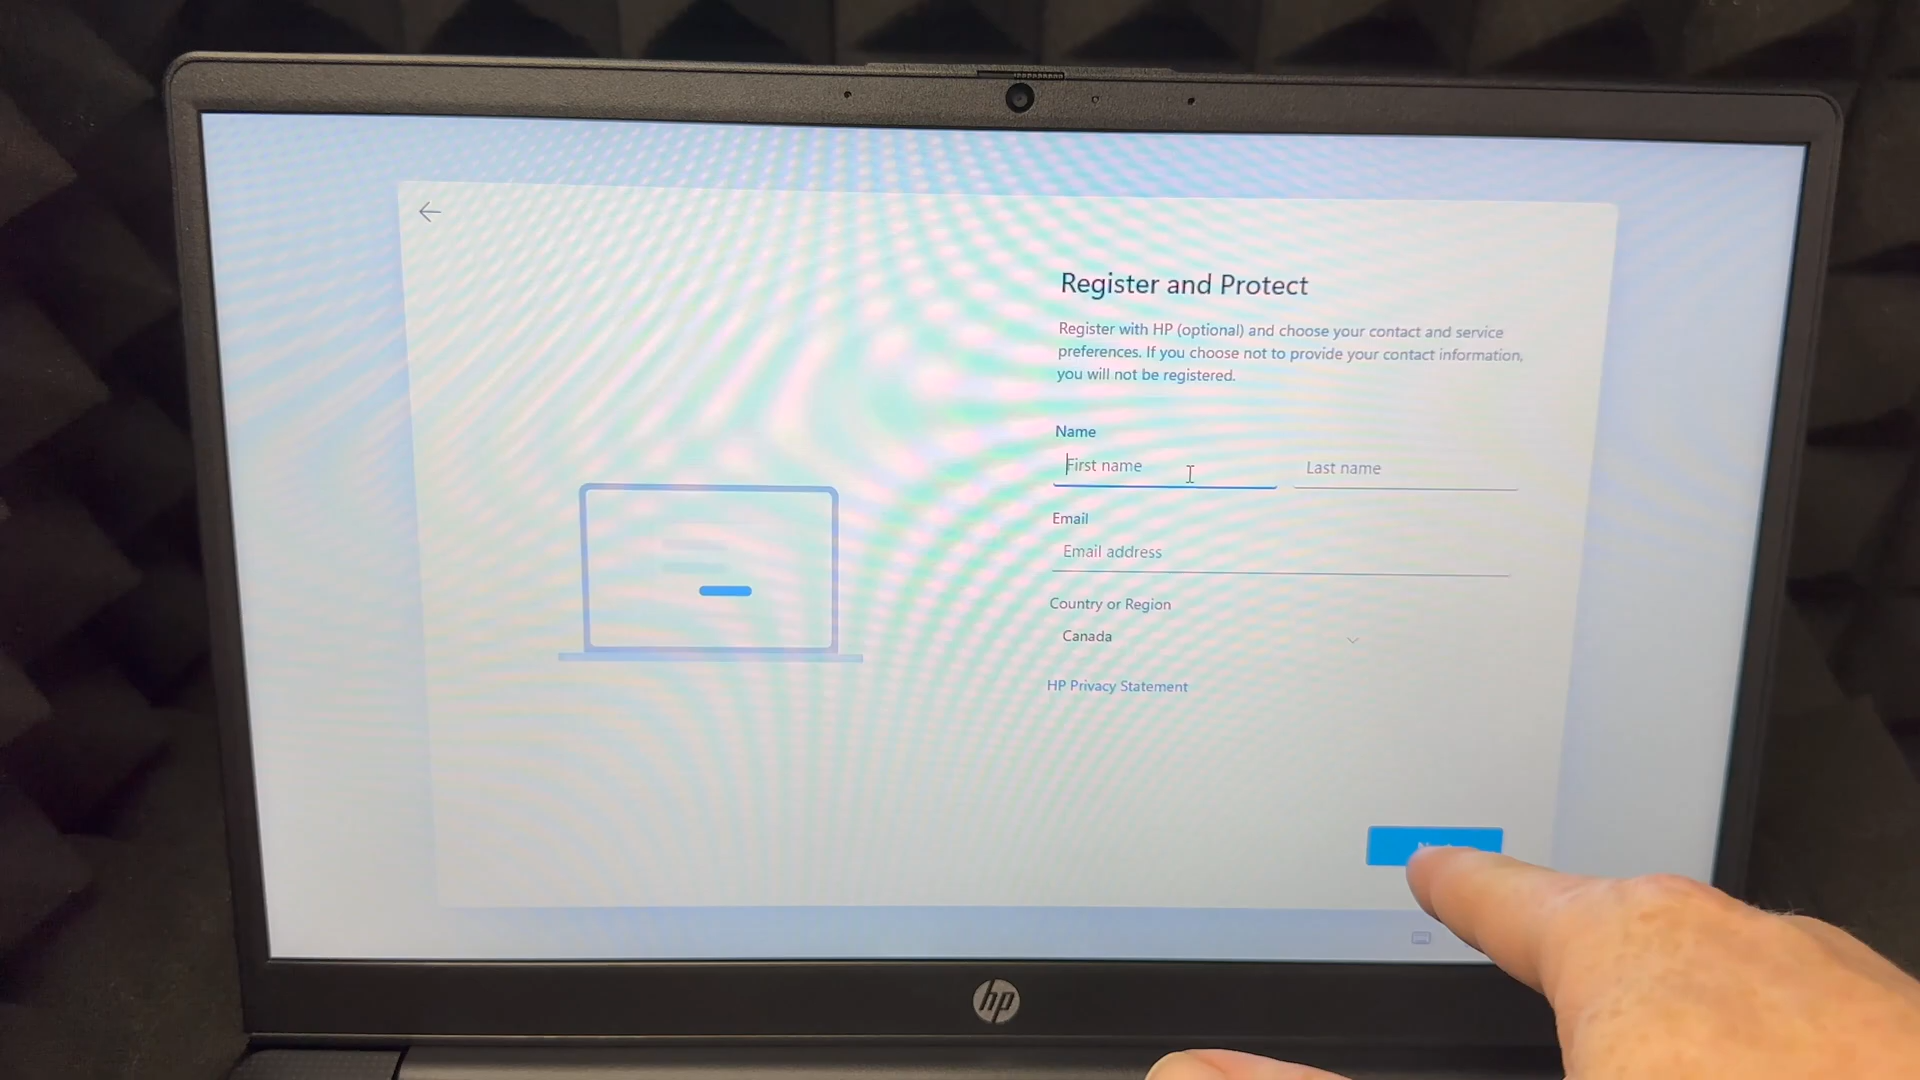 Register and Protect
Register with HP (optional) and choose your contact and service
preferences. If you choose not to provide your contact information,
you will not be registered.
Name
First name
Last name
Email
Email address
Country or Region
Canada
HP Privacy Statement
hp